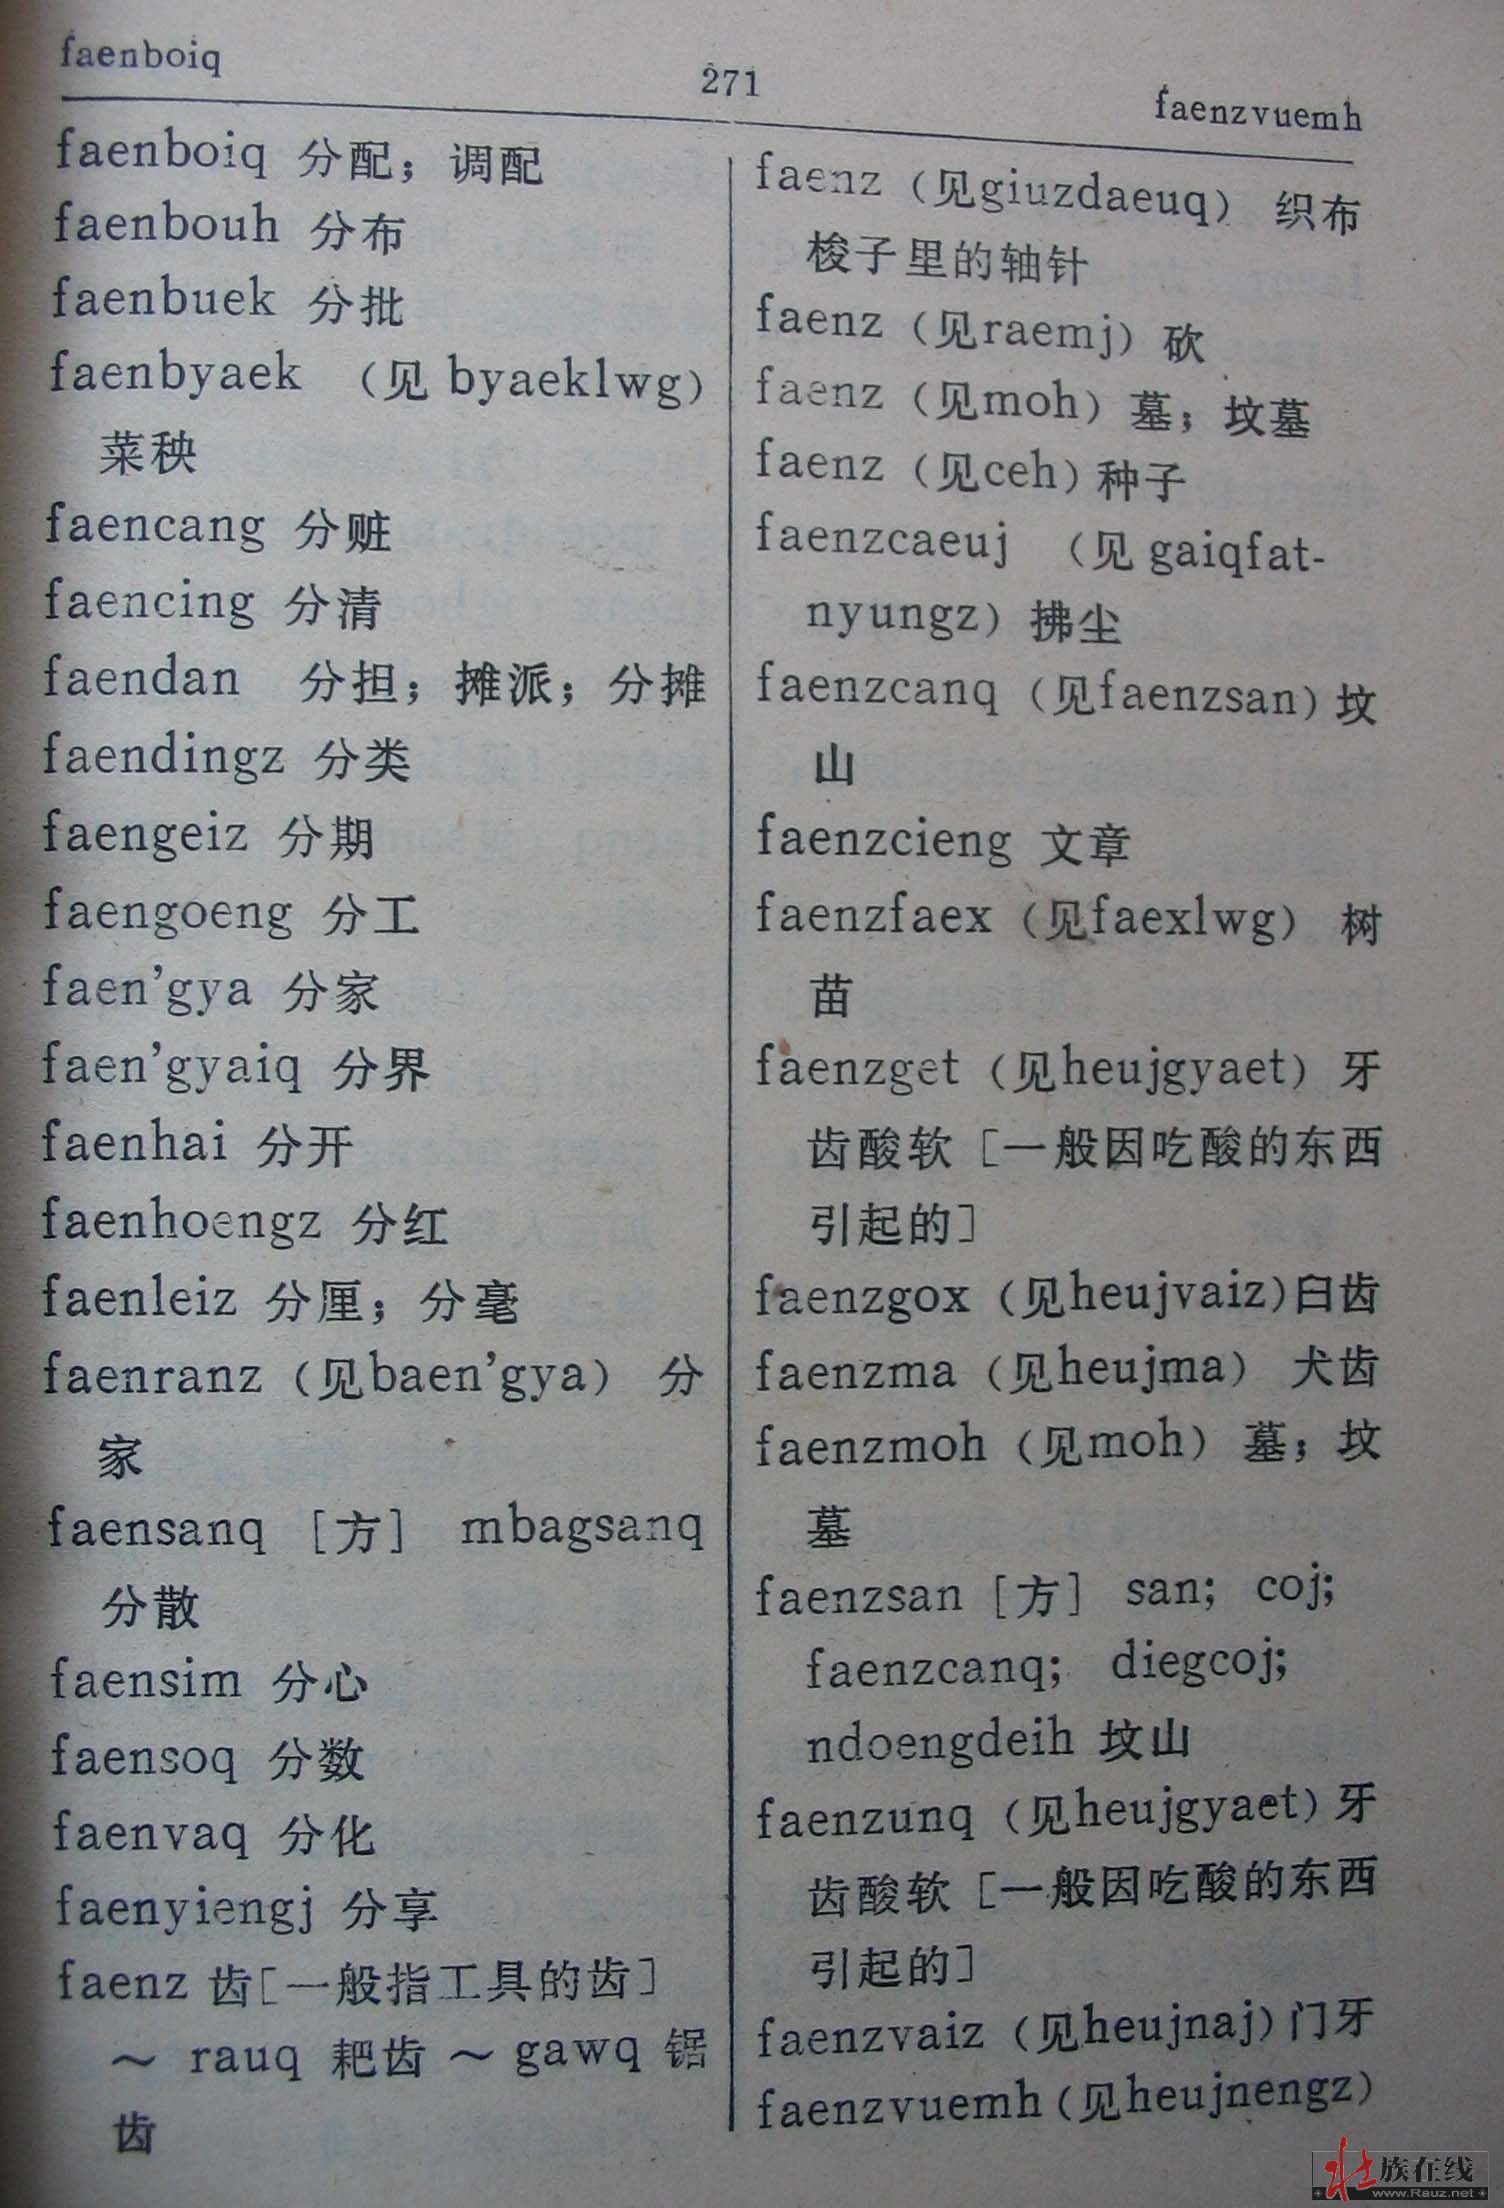 faenboiq
271
faenzvuemh
faenboiq 分配；调配
faenbouh 分布
faenbuek 分批
faenbyaek （见 byaeklwg）
菜秧
faencang 分赃
faencing 分清
faendan 分担；摊派；分摊
faendingz 分类
faengeiz 分期
faengoeng 分工
faen’gya 分家
faen’gyaiq 分界
faenhai 分开
faenhoengz 分红
faenleiz 分厘；分毫
faenranz（见baen’gya） 分
家
faensanq ［方］ mbagsanq
分散
faensim 分心
faensoq 分数
faenvaq 分化
faenyiengj 分享
faenz 齿［一般指工具的齿］
～ rauq 耙齿 ～ gawq 锯
齿
faenz（见giuzdaeuq） 织布
梭子里的轴针
faenz（见raemj）砍
faenz（见moh）墓；坟墓
faenz（见ceh）种子
faenzcaeuj （见 gaiqfat-
nyungz）拂尘
faenzcanq（见faenzsan）坟
山
faenzcieng 文章
faenzfaex（见faexlwg） 树
苗
faenzget（见heujgyaet） 牙
齿酸软［一般因吃酸的东西
引起的］
faenzgox（见heujvaiz）臼齿
faenzma（见heujma） 犬齿
faenzmoh（见moh） 墓；坟
墓
faenzsan［方］ san; coj;
faenzcanq; diegcoj;
ndoengdeih 坟山
faenzunq（见heujgyaet）牙
齿酸软［一般因吃酸的东西
引起的］
faenzvaiz（见heujnaj）门牙
faenzvuemh（见heujnengz）
壮族在线
www.Rauz.net